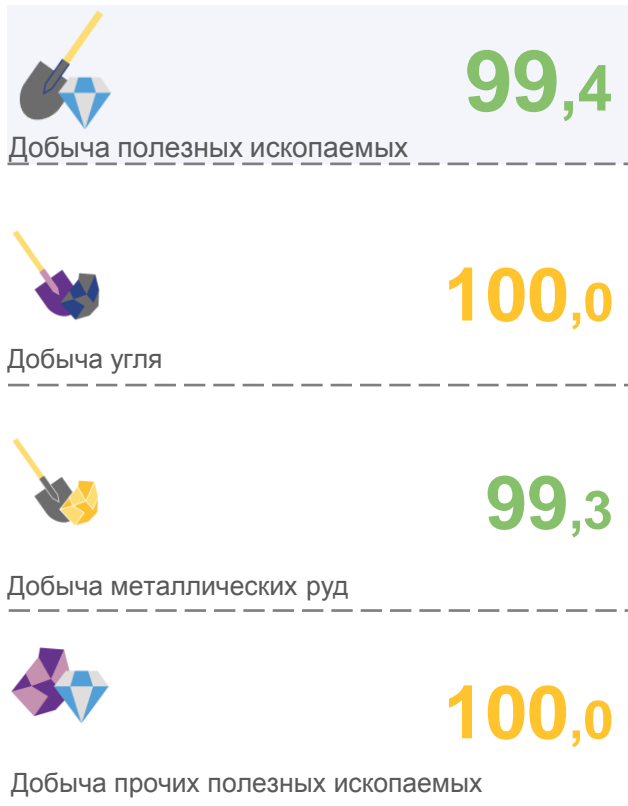 99,4
Добыча полезных ископаемых
100,0
Добыча угля
99,3
Добыча металлических руд
100,0
Добыча прочих полезных ископаемых